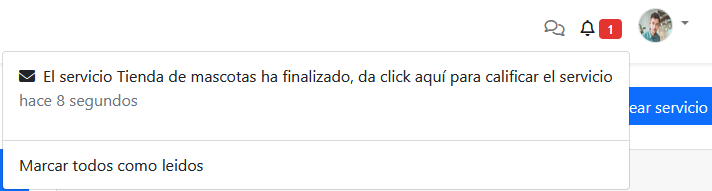 1
El servicio Tienda de mascotas ha finalizado, da click aquí para calificar el servicio
hace 8 segundos
ear servicio
Marcar todos como leidos